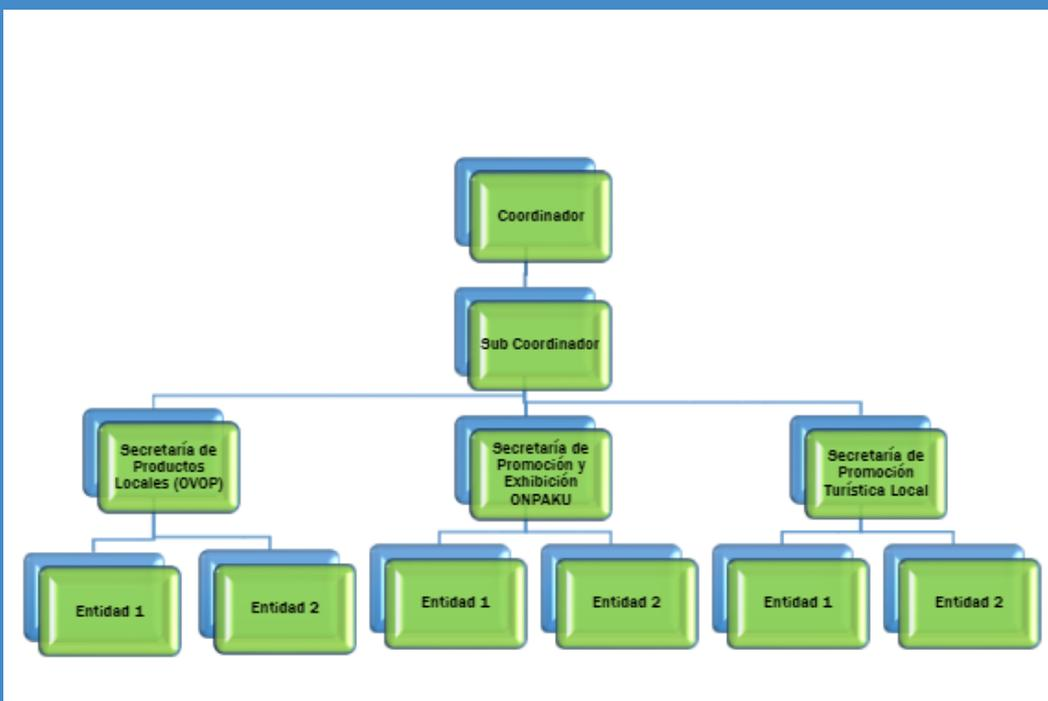 Coordinador
Sub Coordinador
Secretaría de
Productos
Locales (OVOP)
Secretaría de
Promoción y
Exhibición
ONPAKU
Secretaría de
Promoción
Turística Local
Entidad 1
Entidad 2
Entidad 1
Entidad 2
Entidad 1
Entidad 2